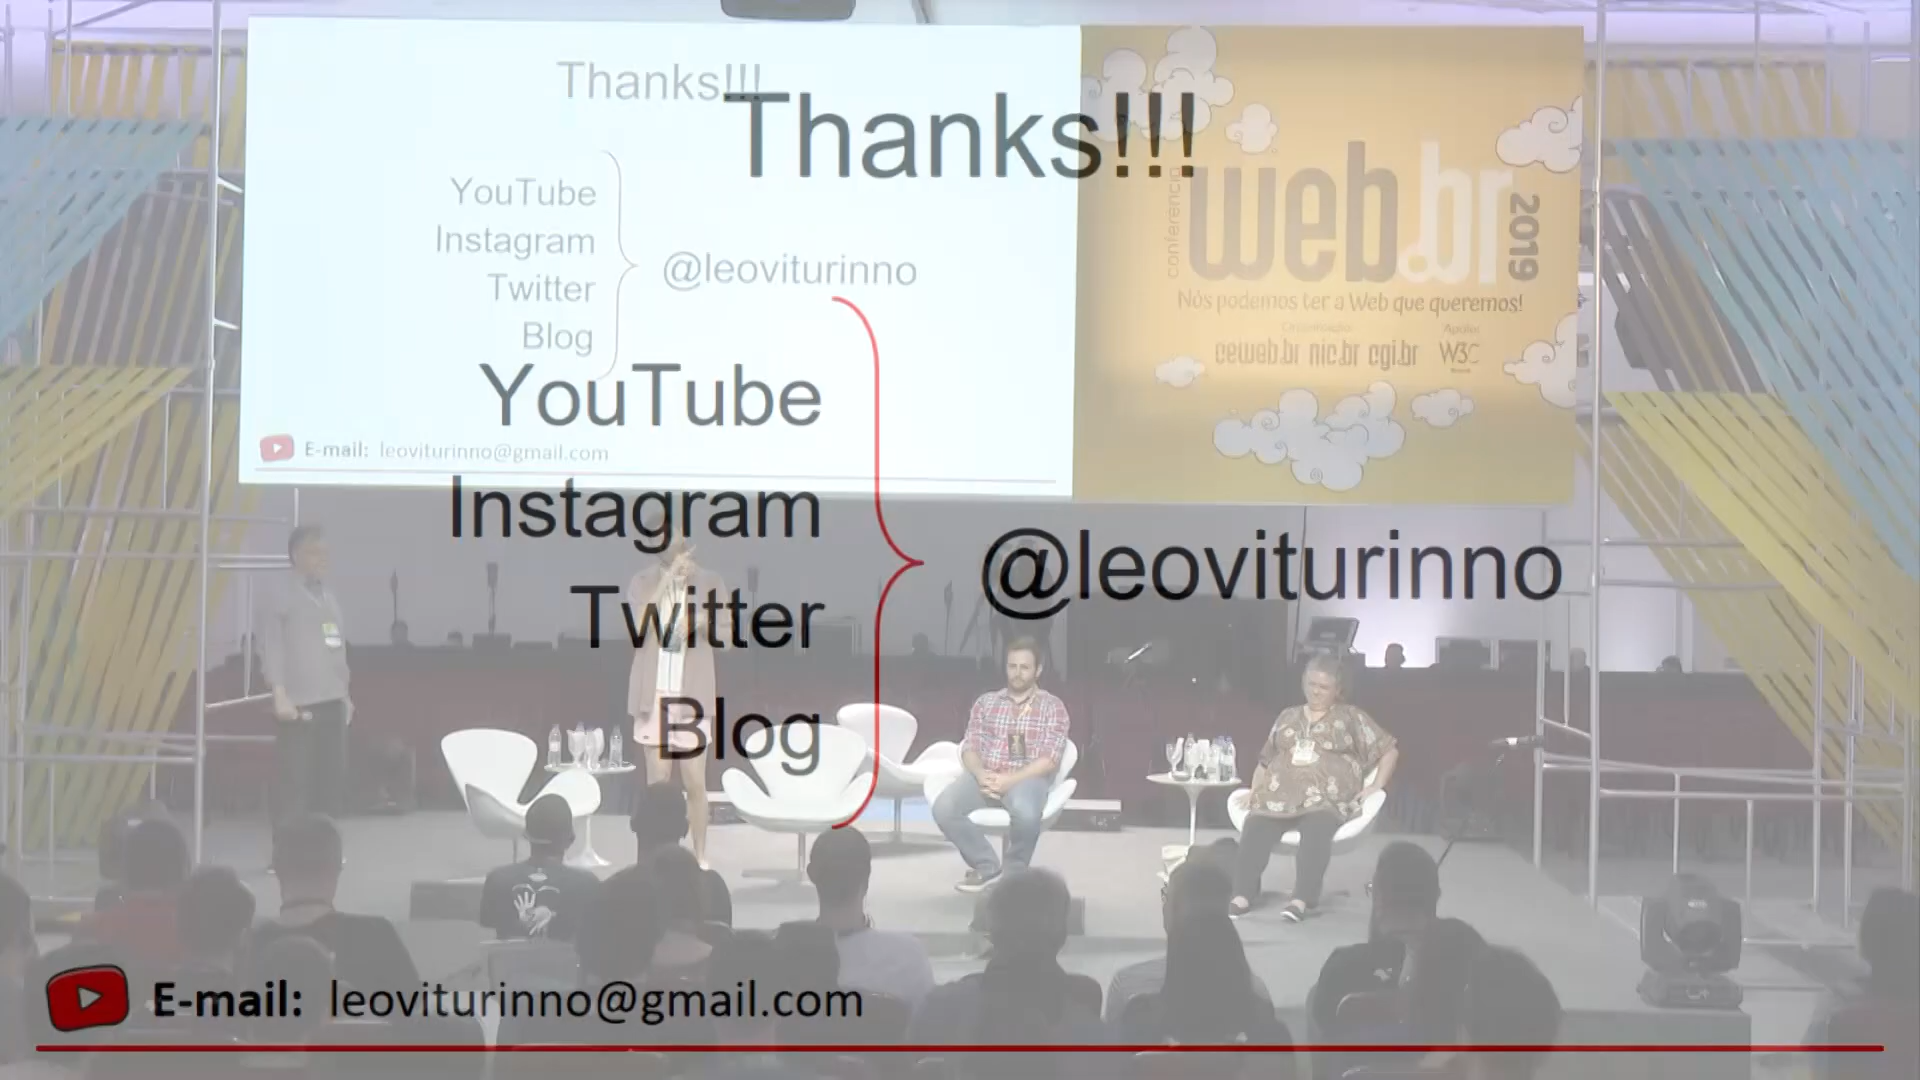 Thanks!!!
YouTube
Instagram
Twitter
Blog
@leoviturinno
E-mail: leoviturinno@gmail.com
conferência
web.br
2019
Nós podemos ter a Web que queremos!
Organização
Apoio:
ceweb.br nic.br cgi.br W3C
Thanks!!!
YouTube
Instagram
Twitter
Blog
@leoviturinno
E-mail: leoviturinno@gmail.com